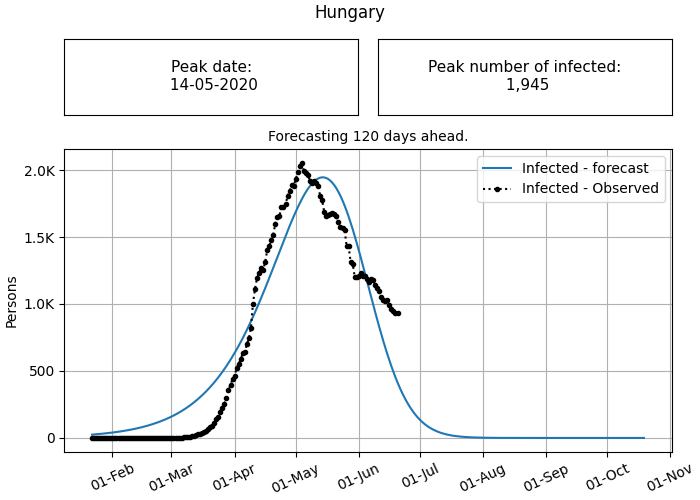 Hungary
Peak date:
14-05-2020
Peak number of infected:
1,945
Forecasting 120 days ahead.
Infected - forecast
Infected - Observed
Persons
2.0K
1.5K
1.0K
500
0
01-Feb
01-Mar
01-Apr
01-May
01-Jun
01-Jul
01-Aug
01-Sep
01-Oct
01-Nov